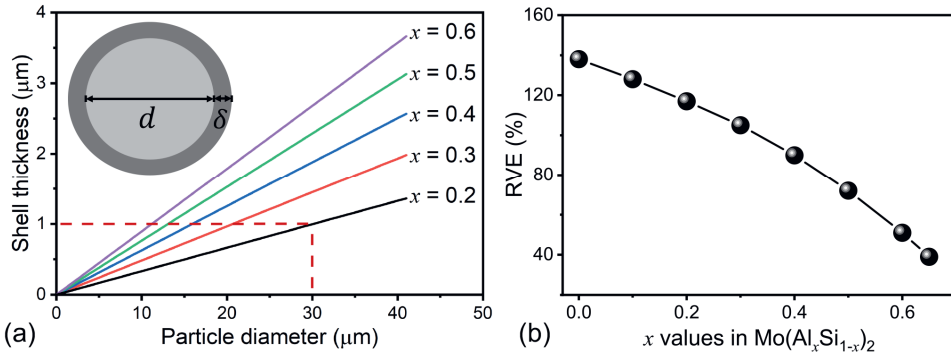 4
3
2
1
0
Shell thickness (μm)
d
δ
x = 0.6
x = 0.5
x = 0.4
x = 0.3
x = 0.2
0
10
20
30
40
50
(a)
Particle diameter (μm)
160
120
80
40
RVE (%)
0.0
0.2
0.4
0.6
(b)
x values in Mo(AlₓSi₁₋ₓ)₂